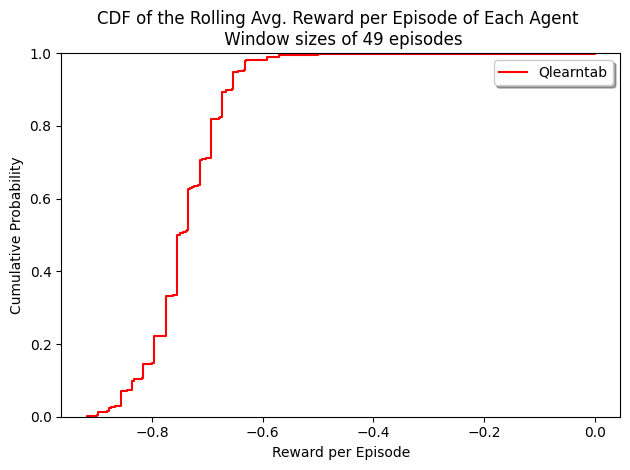 CDF of the Rolling Avg. Reward per Episode of Each Agent
Window sizes of 49 episodes
Qlearntab
Cumulative Probability
1.0
0.8
0.6
0.4
0.2
0.0
−0.8 −0.6 −0.4 −0.2 0.0
Reward per Episode